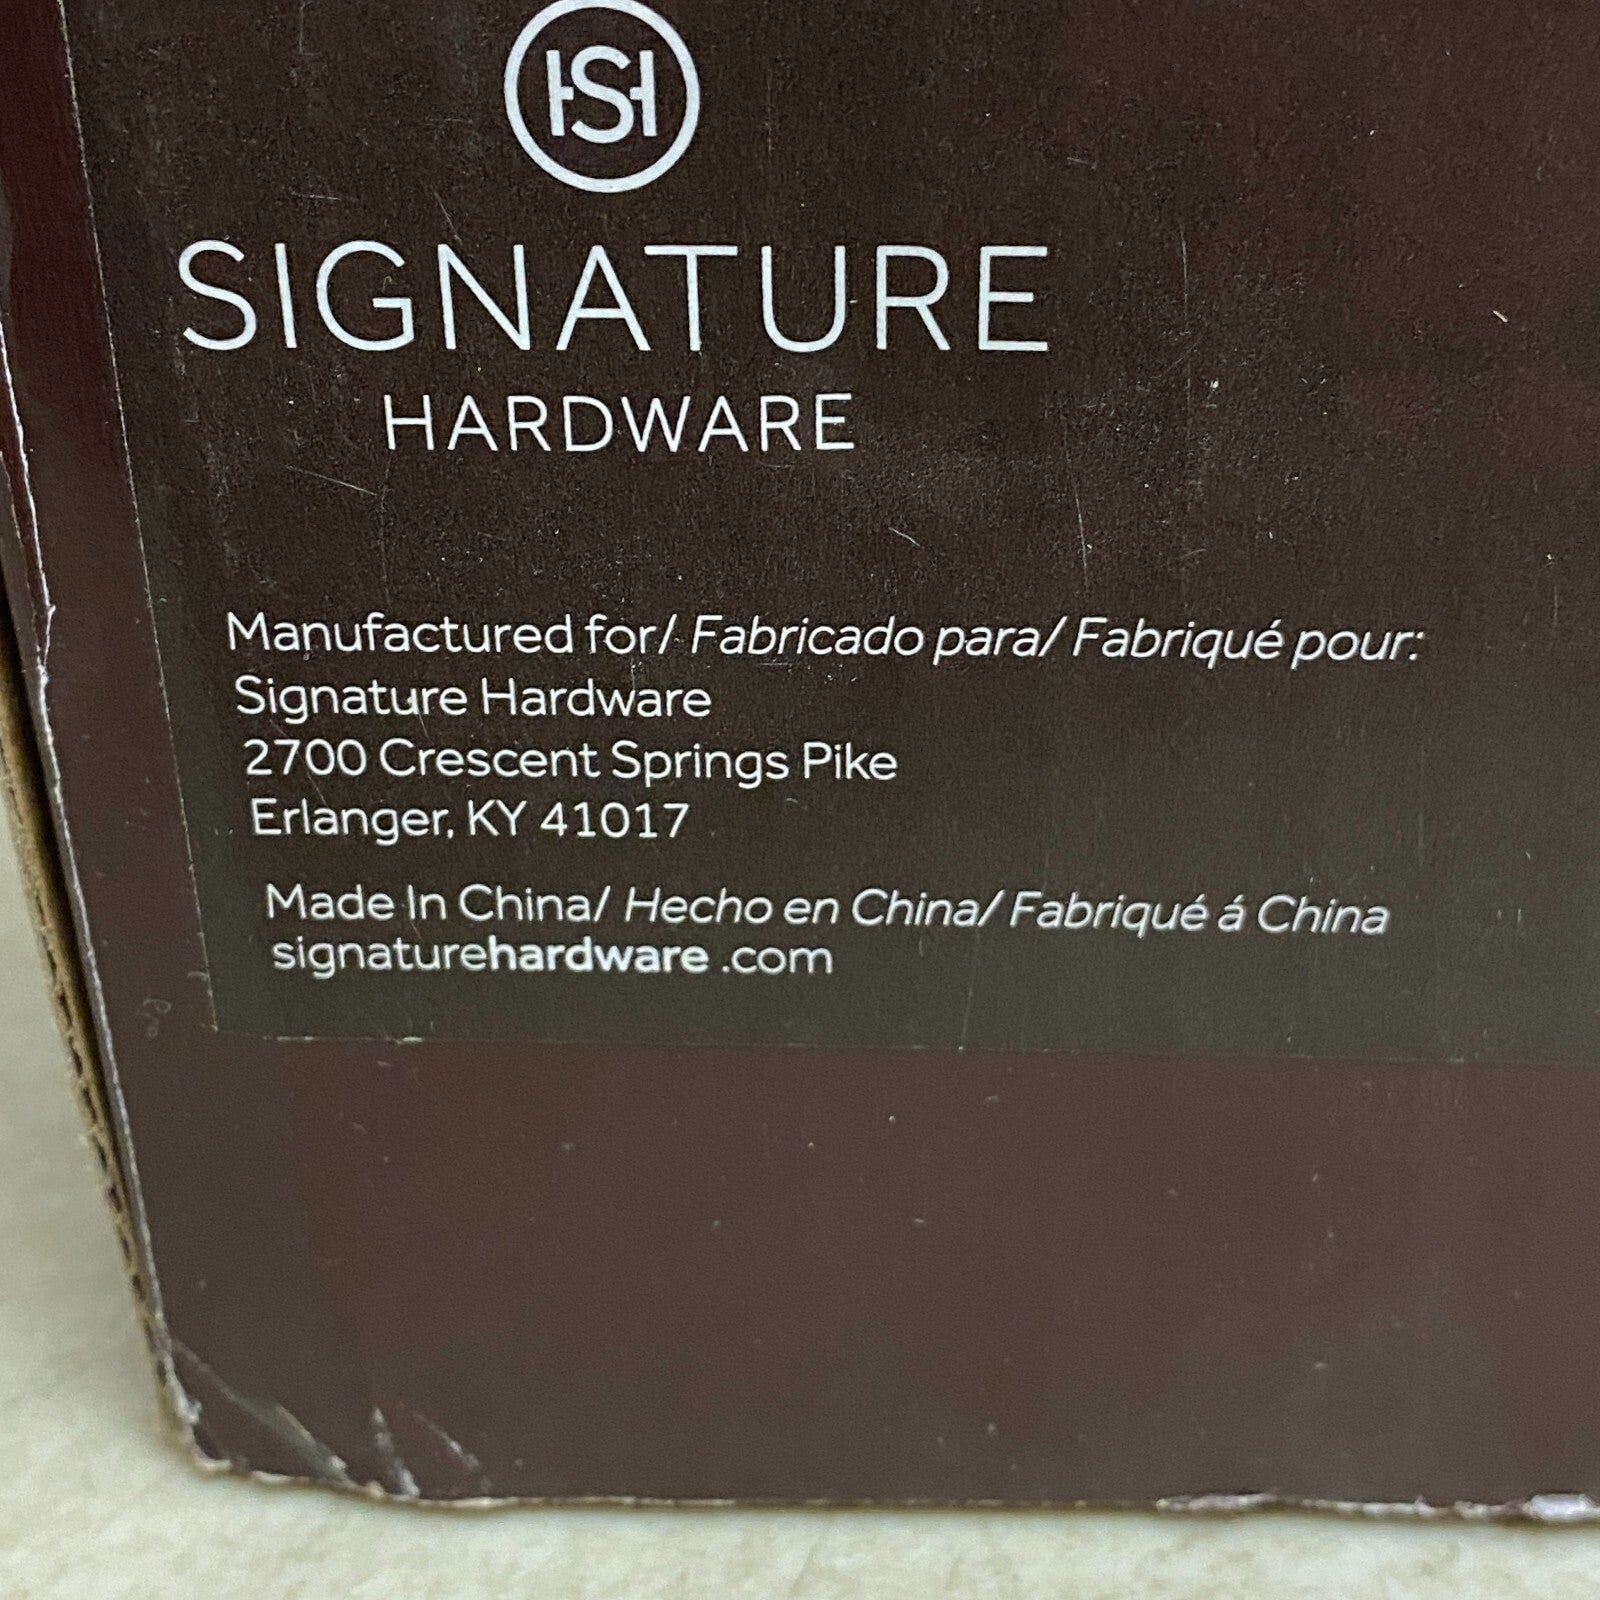 HSH
SIGNATURE
HARDWARE
Manufactured for/ Fabricado para/ Fabriqué pour:
Signature Hardware
2700 Crescent Springs Pike
Erlanger, KY 41017
Made In China/ Hecho en China/ Fabriqué á China
signaturehardware .com